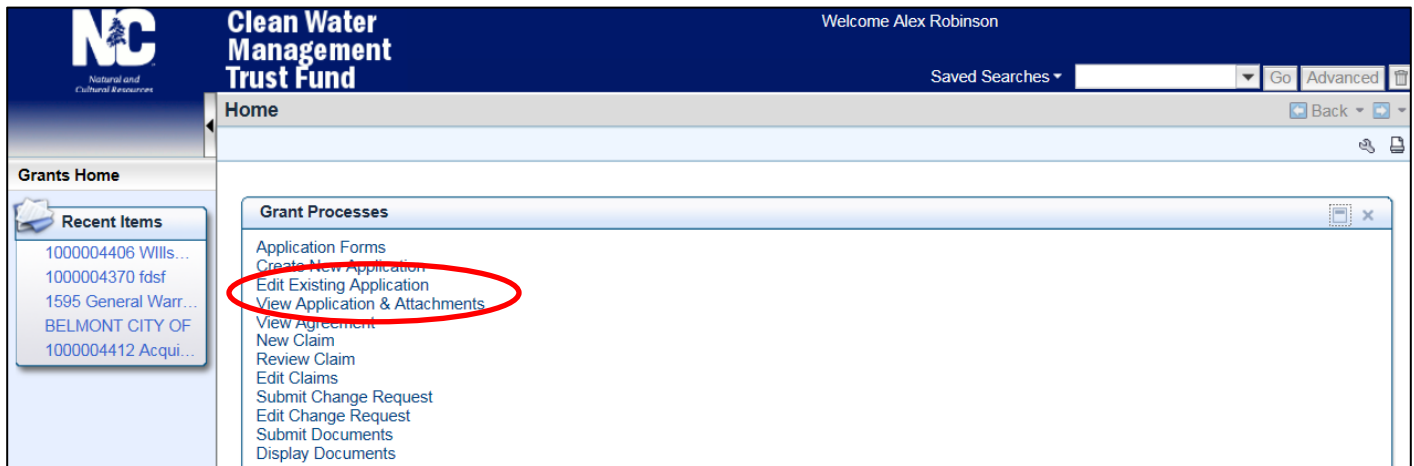 NC
Natural and
Cultural Resources
Clean Water
Management
Trust Fund
Welcome Alex Robinson
Saved Searches
Go Advanced
Home
Back
Grants Home
Recent Items
1000004406 WIlls...
1000004370 fdsf
1595 General Warr...
BELMONT CITY OF
1000004412 Acqui...
Grant Processes
Application Forms
Create New Application
Edit Existing Application
View Application & Attachments
View Agreement
New Claim
Review Claim
Edit Claims
Submit Change Request
Edit Change Request
Submit Documents
Display Documents